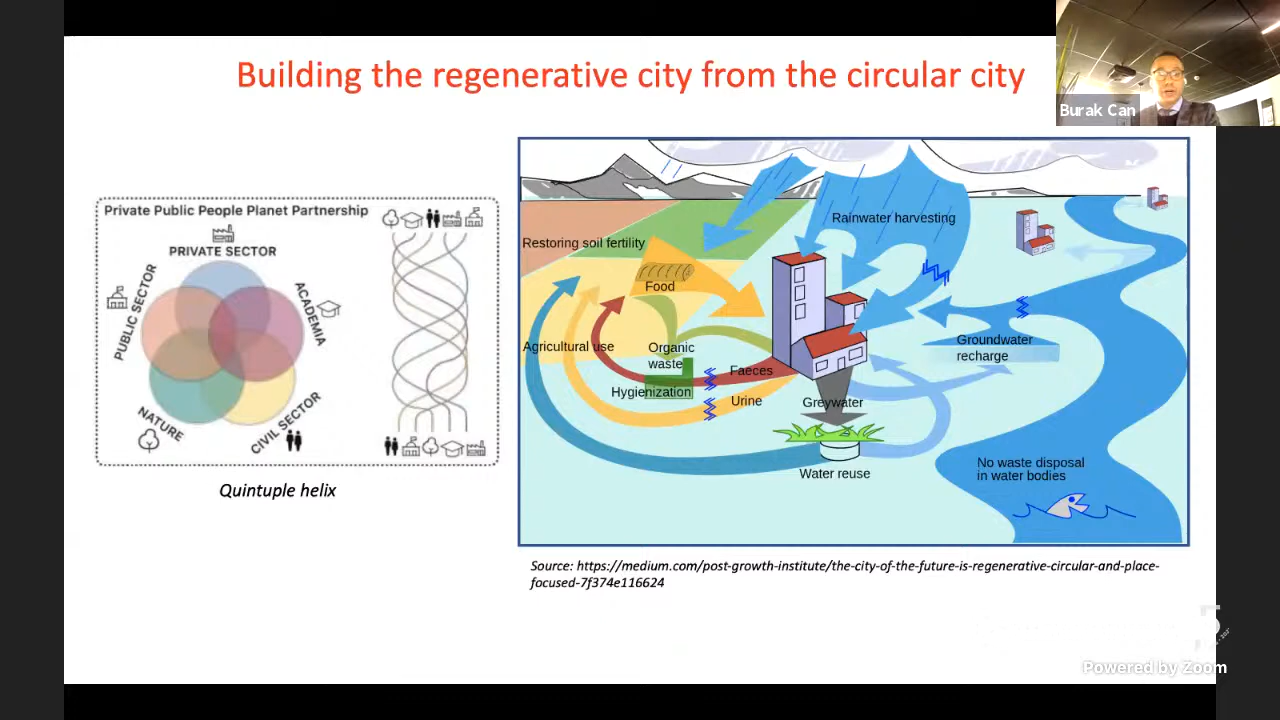 Building the regenerative city from the circular city
Burak Can
Private Public People Planet Partnership
PRIVATE SECTOR
PUBLIC SECTOR
ACADEMIA
NATURE
CIVIL SECTOR
Quintuple helix
Rainwater harvesting
Restoring soil fertility
Food
Agricultural use
Organic
waste
Groundwater
recharge
Faeces
Hygienization
Urine
Greywater
Water reuse
No waste disposal
in water bodies
Source: https://medium.com/post-growth-institute/the-city-of-the-future-is-regenerative-circular-and-place-
focused-7f374e116624
Powered by Zoom